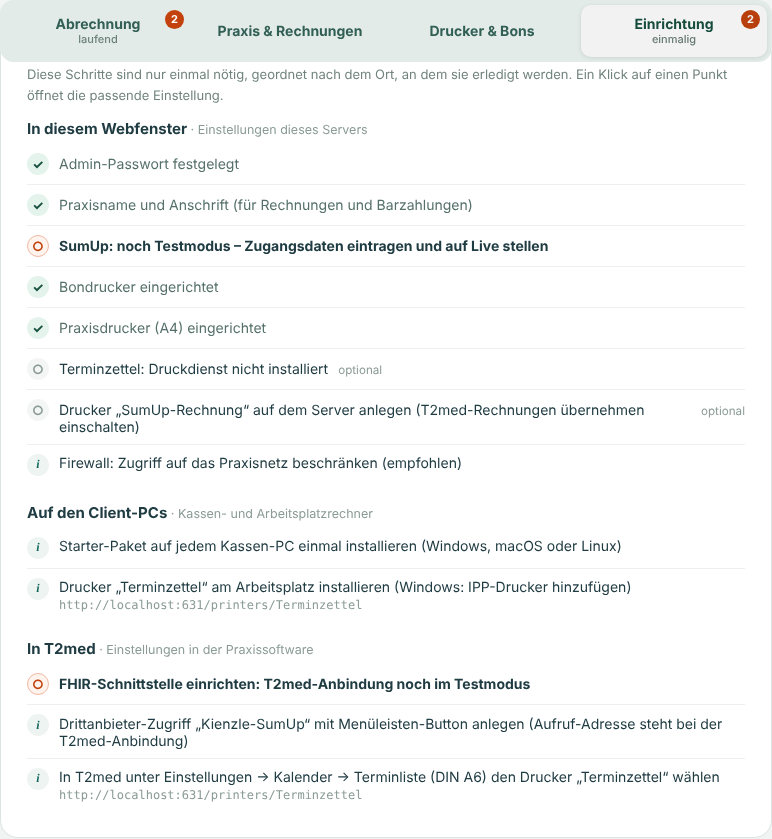 Abrechnung
laufend
2
Praxis & Rechnungen
Drucker & Bons
Einrichtung
einmalig
2
Diese Schritte sind nur einmal nötig, geordnet nach dem Ort, an dem sie erledigt werden. Ein Klick auf einen Punkt
öffnet die passende Einstellung.
In diesem Webfenster · Einstellungen dieses Servers
Admin-Passwort festgelegt
Praxisname und Anschrift (für Rechnungen und Barzahlungen)
SumUp: noch Testmodus – Zugangsdaten eintragen und auf Live stellen
Bondrucker eingerichtet
Praxisdrucker (A4) eingerichtet
Terminzettel: Druckdienst nicht installiert optional
Drucker „SumUp-Rechnung“ auf dem Server anlegen (T2med-Rechnungen übernehmen optional
einschalten)
i Firewall: Zugriff auf das Praxisnetz beschränken (empfohlen)
Auf den Client-PCs · Kassen- und Arbeitsplatzrechner
i Starter-Paket auf jedem Kassen-PC einmal installieren (Windows, macOS oder Linux)
i Drucker „Terminzettel“ am Arbeitsplatz installieren (Windows: IPP-Drucker hinzufügen)
http://localhost:631/printers/Terminzettel
In T2med · Einstellungen in der Praxissoftware
FHIR-Schnittstelle einrichten: T2med-Anbindung noch im Testmodus
i Drittanbieter-Zugriff „Kienzle-SumUp“ mit Menüleisten-Button anlegen (Aufruf-Adresse steht bei der
T2med-Anbindung)
i In T2med unter Einstellungen → Kalender → Terminliste (DIN A6) den Drucker „Terminzettel“ wählen
http://localhost:631/printers/Terminzettel